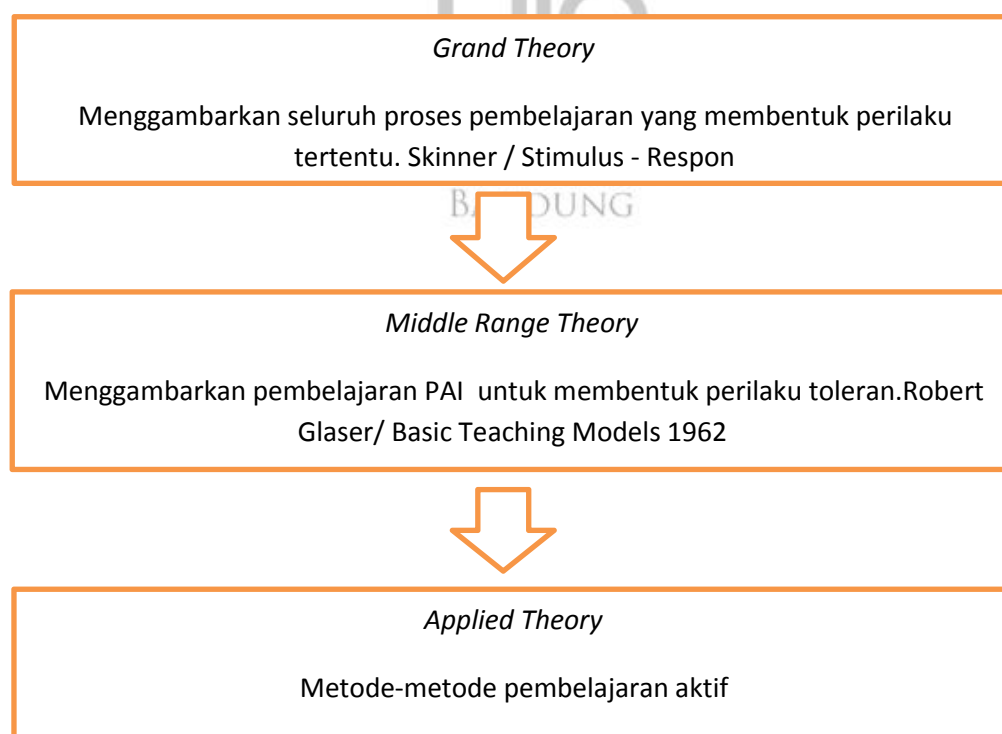 Grand Theory
Menggambarkan seluruh proses pembelajaran yang membentuk perilaku
tertentu. Skinner / Stimulus - Respon
Middle Range Theory
Menggambarkan pembelajaran PAI untuk membentuk perilaku toleran.Robert
Glaser/ Basic Teaching Models 1962
Applied Theory
Metode-metode pembelajaran aktif